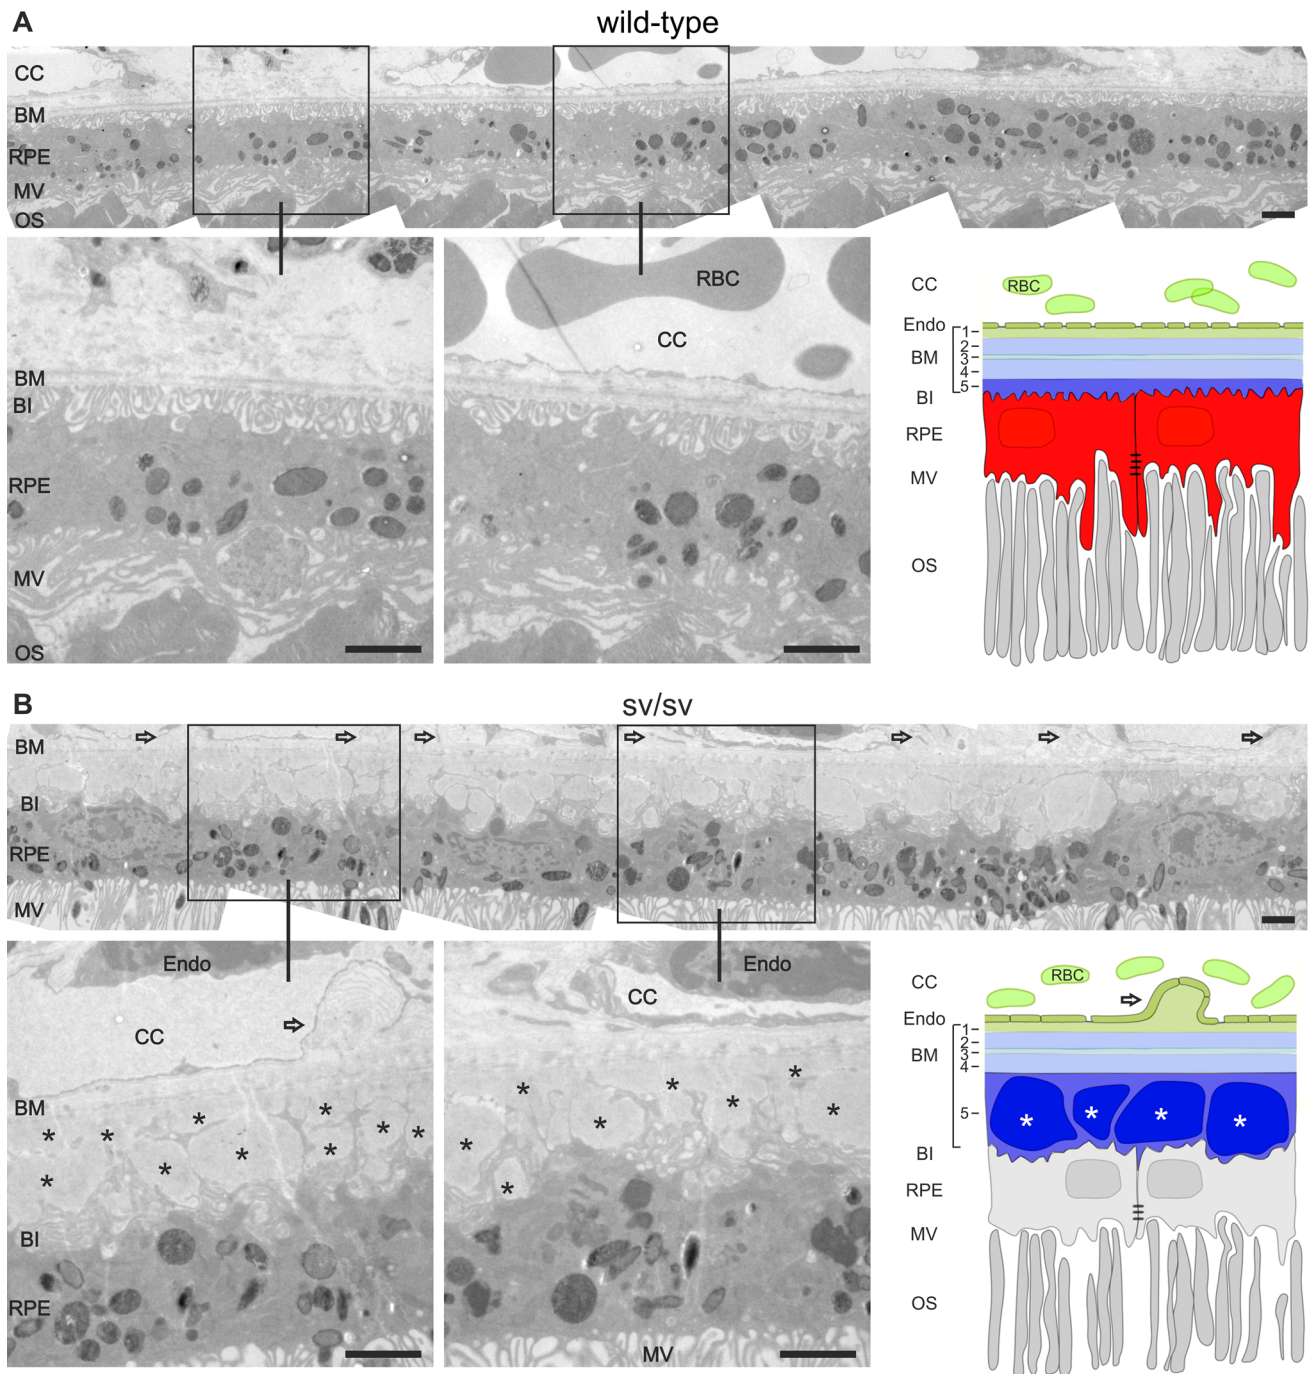 A
wild-type
CC
BM
RPE
MV
OS
BM
BI
RPE
MV
OS
RBC
CC
CC
RBC
Endo
1
2
BM
3
4
5
BI
RPE
MV
OS
B
sv/sv
BM
BI
RPE
MV
Endo
CC
BM
* * * * * * * * * *
BI
RPE
Endo
CC
* * * * * * *
MV
CC
RBC
Endo
1
2
BM
3
4
5
* * * *
BI
RPE
MV
OS